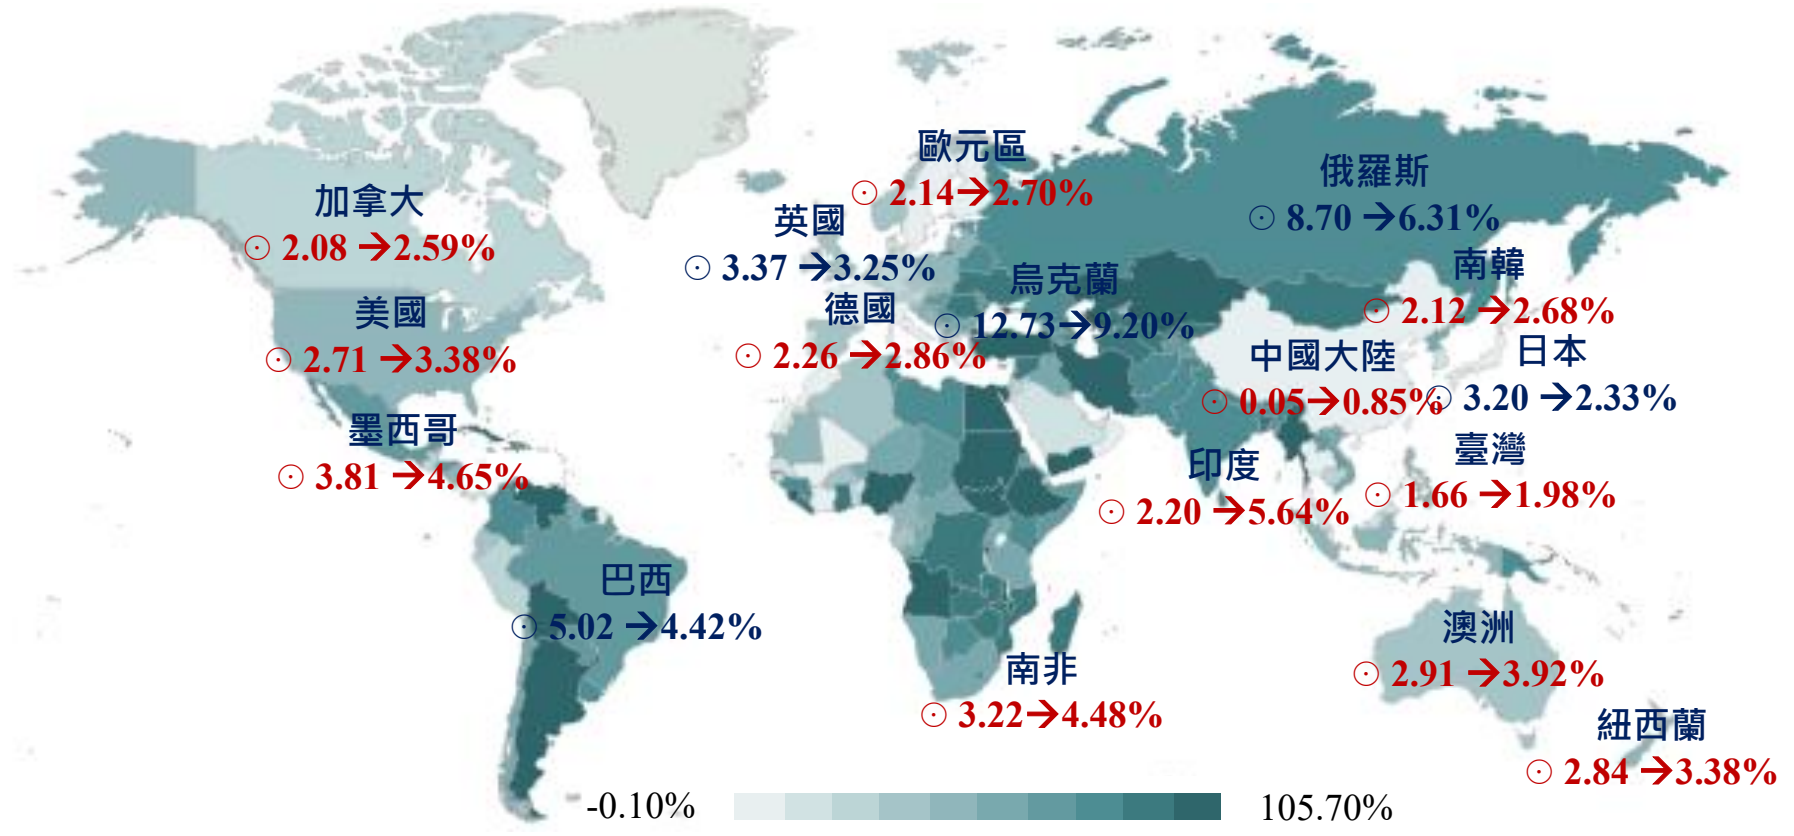 歐元區
⊙ 2.14→2.70%
俄羅斯
⊙ 8.70 →6.31%
加拿大
⊙ 2.08 →2.59%
英國
⊙ 3.37 →3.25%
烏克蘭
⊙ 12.73→9.20%
南韓
⊙ 2.12 →2.68%
美國
⊙ 2.71 →3.38%
德國
⊙ 2.26 →2.86%
中國大陸
⊙ 0.05→0.85%
日本
⊙ 3.20 →2.33%
墨西哥
⊙ 3.81 →4.65%
印度
⊙ 2.20 →5.64%
臺灣
⊙ 1.66 →1.98%
巴西
⊙ 5.02 →4.42%
南非
⊙ 3.22→4.48%
澳洲
⊙ 2.91 →3.92%
紐西蘭
⊙ 2.84 →3.38%
-0.10%
105.70%